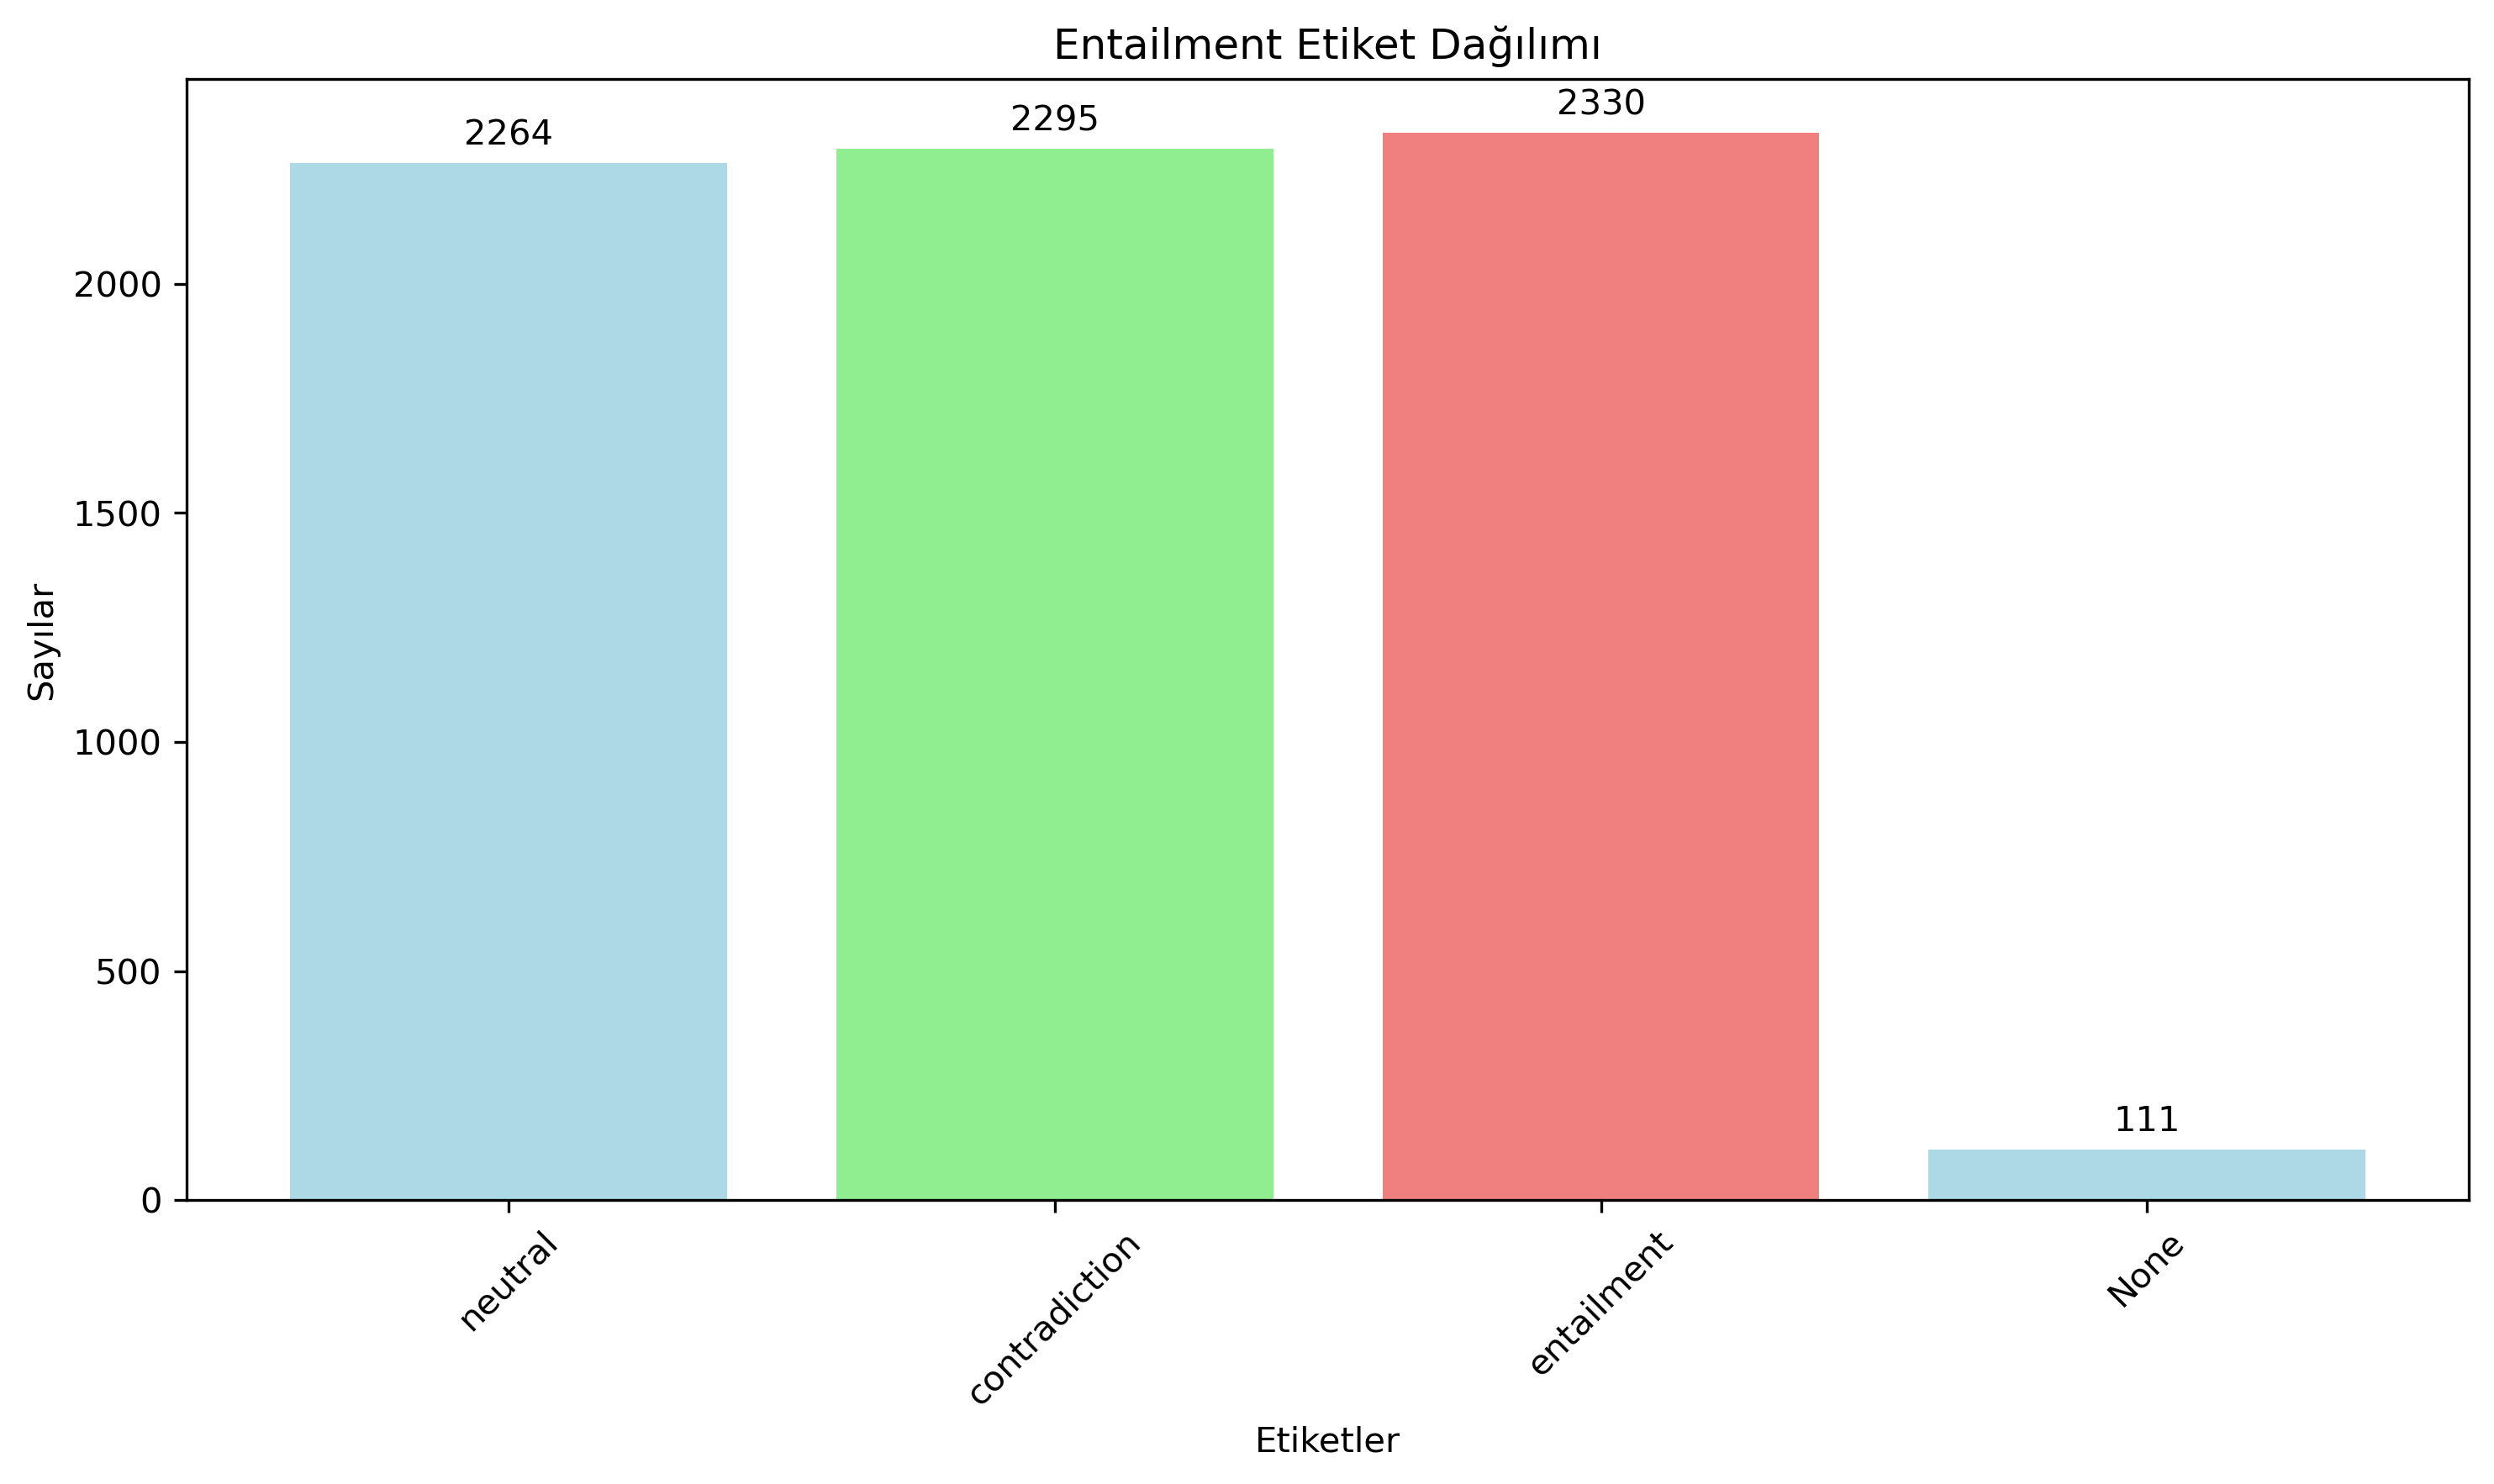 Entailment Etiket Dağılımı
2264
2295
2330
111
2000
1500
1000
500
0
Sayılar
neutral
contradiction
entailment
None
Etiketler